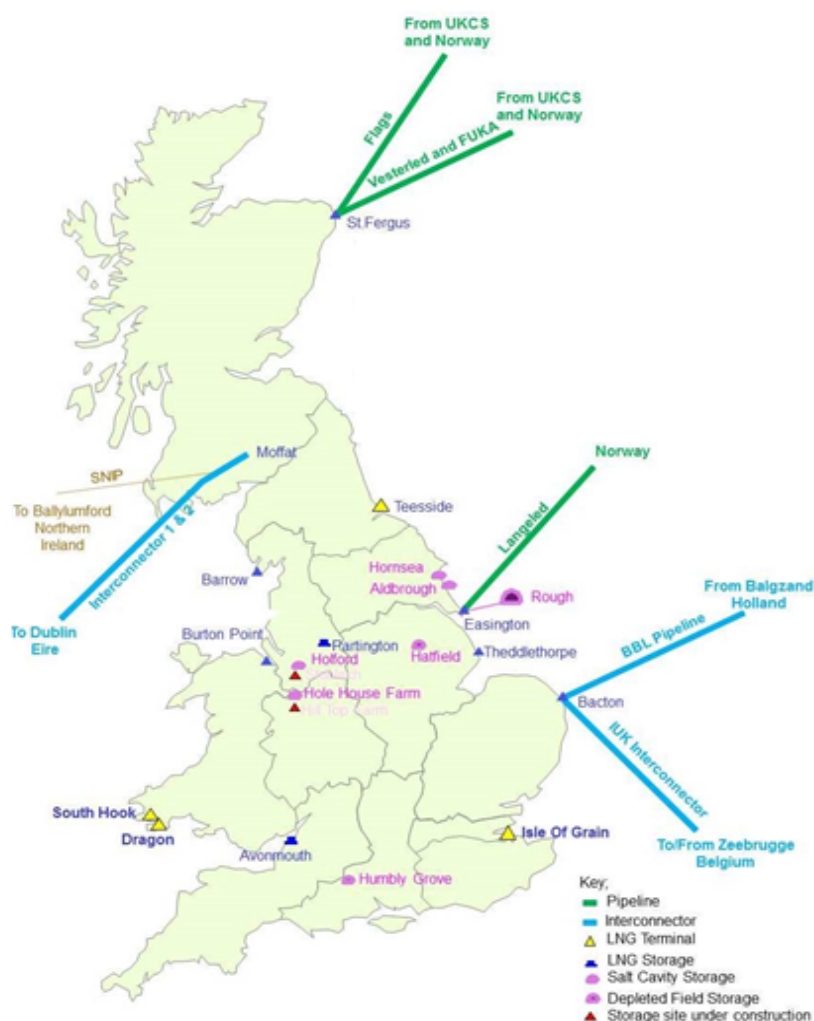 From UKCS
and Norway
From UKCS
and Norway
Flags
Vesterled and FUKA
St.Fergus
Moffat
SNIP
To Ballylumford
Northern
Ireland
Interconnector 1 & 2
To Dublin
Eire
Norway
Langeled
Teesside
Hornsea
Aldbrough
Rough
Easington
Barrow
From Balgzand
Holland
BBL Pipeline
Burton Point
Partington
Hatfield
Theddlethorpe
Holford
Hole House Farm
Hill Top Farm
Bacton
IUK Interconnector
South Hook
Dragon
Avonmouth
Isle Of Grain
To/From Zeebrugge
Belgium
Humbly Grove
Key;
Pipeline
Interconnector
LNG Terminal
LNG Storage
Salt Cavity Storage
Depleted Field Storage
Storage site under construction